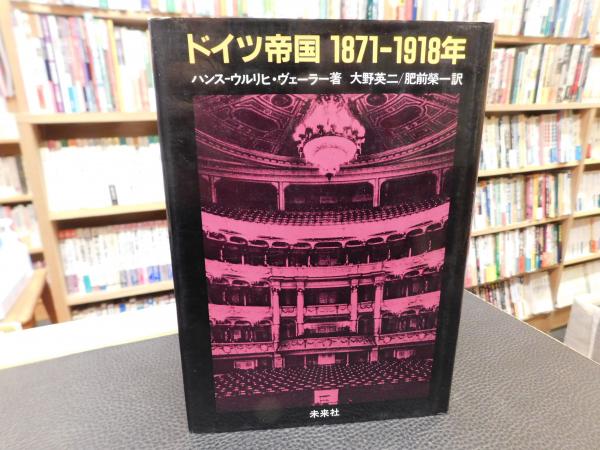 ドイツ帝国 1871-1918年
ハンス-ウルリヒ・ヴェーラー著 大野英二/肥前榮一訳
未来社